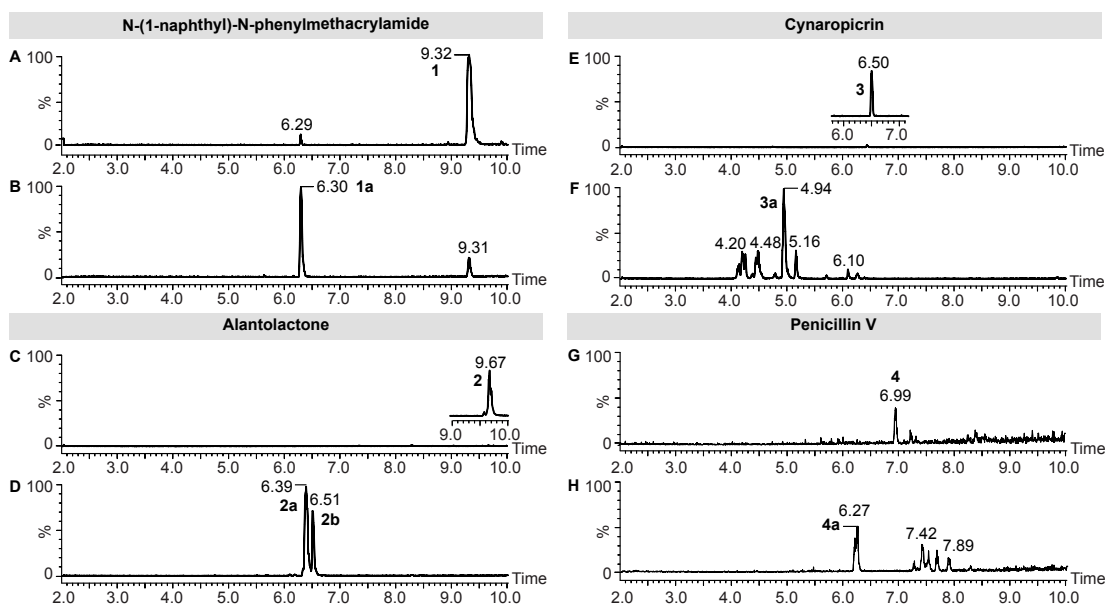 N-(1-naphthyl)-N-phenylmethacrylamide
A 100
%
0
9.32
1
6.29
2.0 3.0 4.0 5.0 6.0 7.0 8.0 9.0 10.0 Time
B 100
%
0
6.30 1a
9.31
2.0 3.0 4.0 5.0 6.0 7.0 8.0 9.0 10.0 Time
Alantolactone
C 100
%
0
9.67
2
9.0 10.0
2.0 3.0 4.0 5.0 6.0 7.0 8.0 9.0 10.0 Time
D 100
%
0
6.39 6.51
2a 2b
2.0 3.0 4.0 5.0 6.0 7.0 8.0 9.0 10.0 Time
Cynaropicrin
E 100
%
0
6.50
3
6.0 7.0
2.0 3.0 4.0 5.0 6.0 7.0 8.0 9.0 10.0 Time
F 100
%
0
4.94
3a
4.20 4.48 5.16
6.10
2.0 3.0 4.0 5.0 6.0 7.0 8.0 9.0 10.0 Time
Penicillin V
G 100
%
0
4
6.99
2.0 3.0 4.0 5.0 6.0 7.0 8.0 9.0 10.0 Time
H 100
%
0
6.27
4a
7.42 7.89
2.0 3.0 4.0 5.0 6.0 7.0 8.0 9.0 10.0 Time